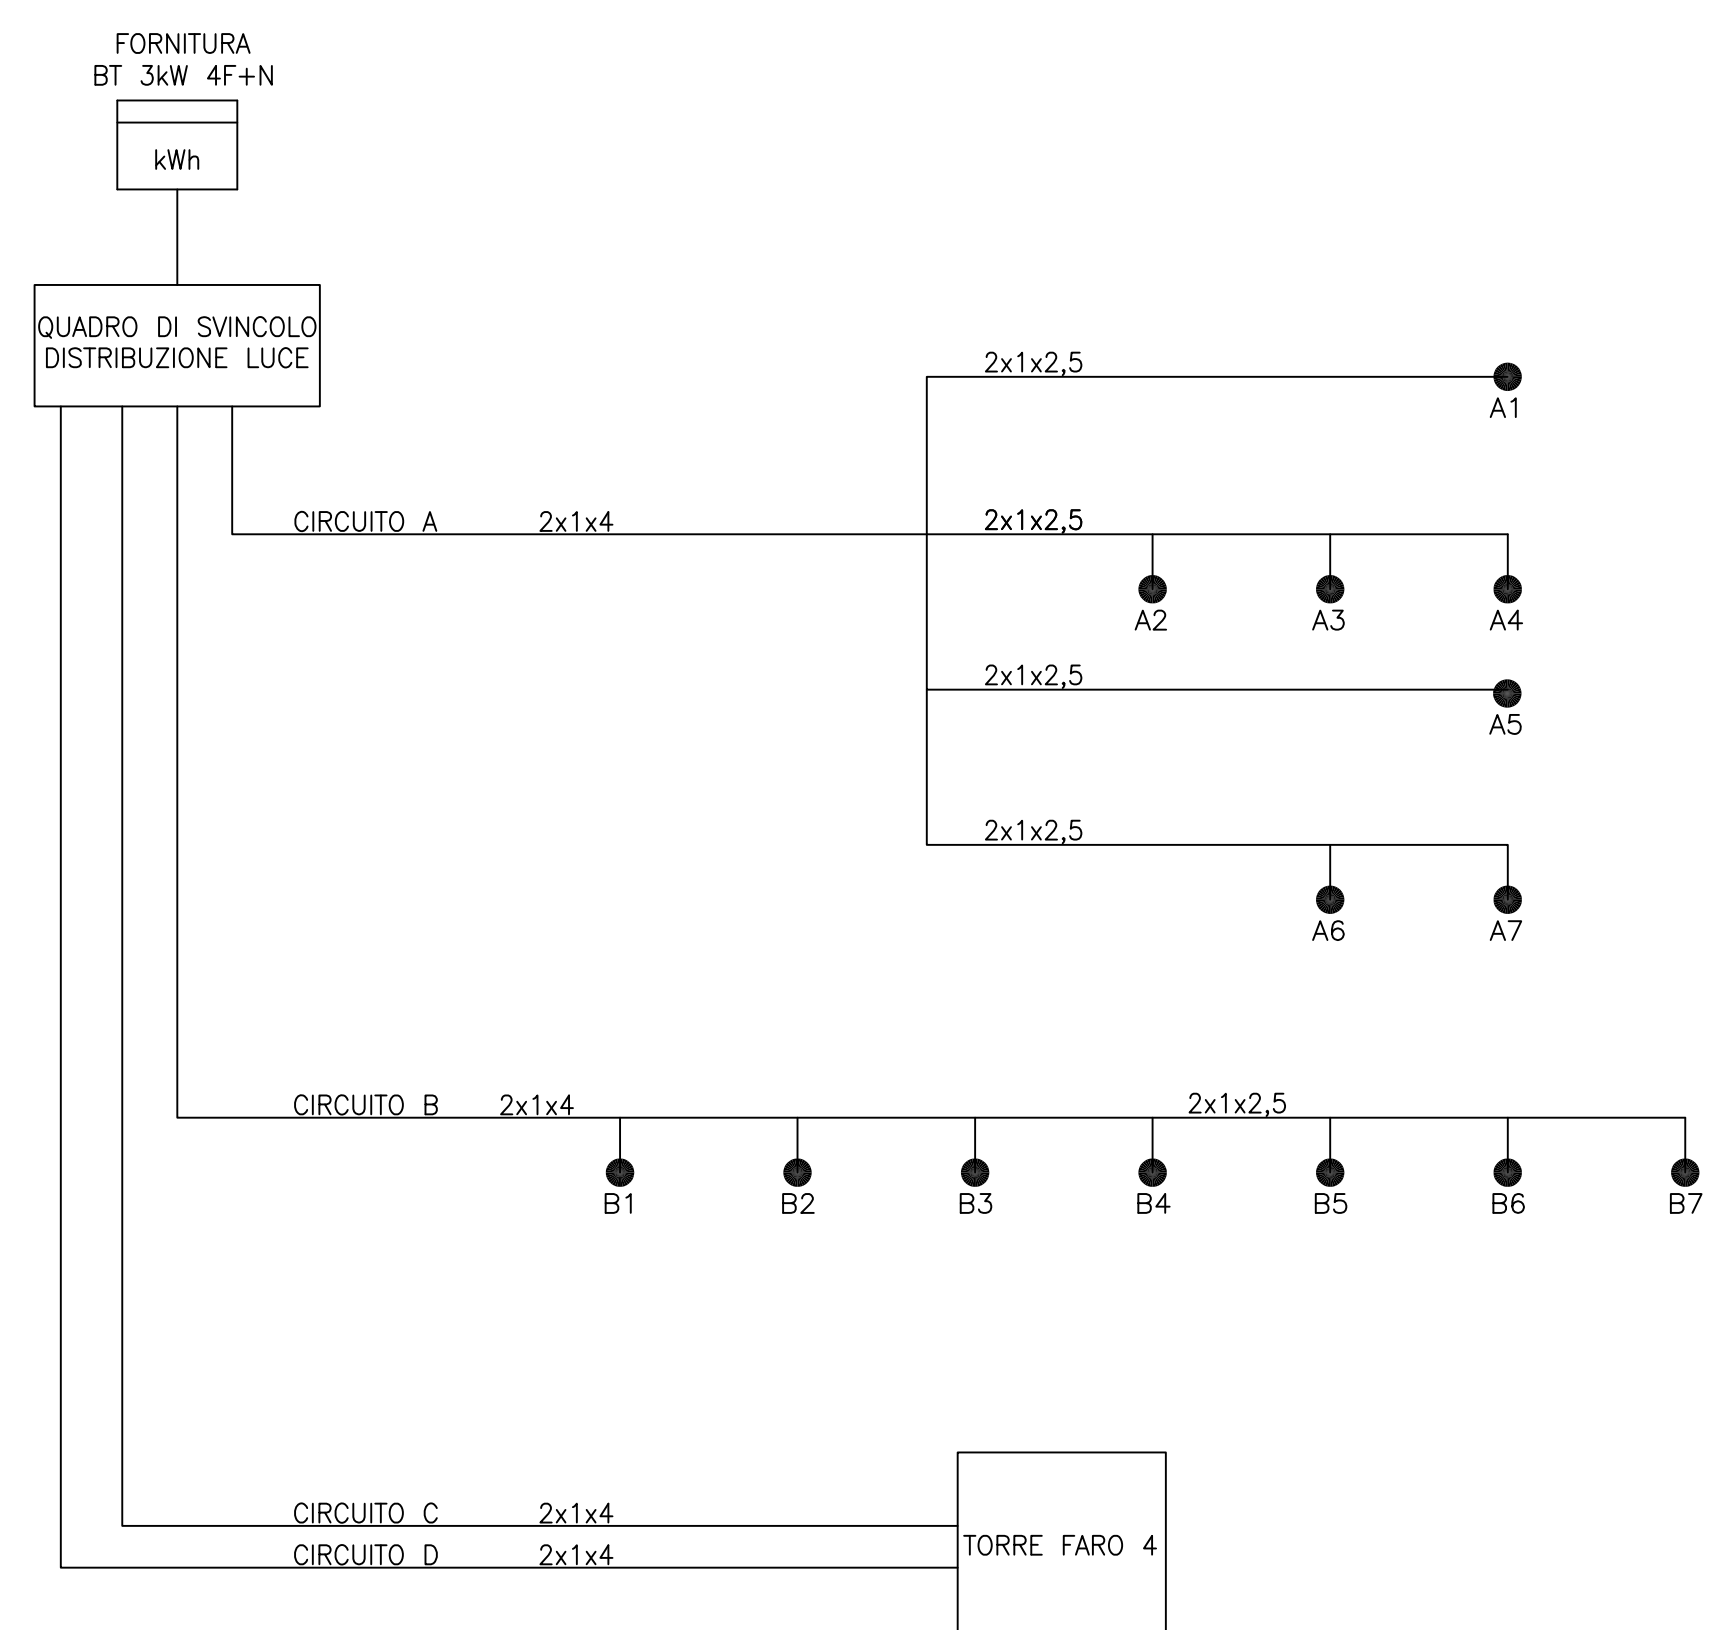 FORNITURA
BT 3kW 4F+N
kWh
QUADRO DI SVINCOLO
DISTRIBUZIONE LUCE
2x1x2,5
A1
CIRCUITO A 2x1x4 2x1x2,5
A2 A3 A4
2x1x2,5
A5
2x1x2,5
A6 A7
CIRCUITO B 2x1x4 2x1x2,5
B1 B2 B3 B4 B5 B6 B7
CIRCUITO C 2x1x4
TORRE FARO 4
CIRCUITO D 2x1x4